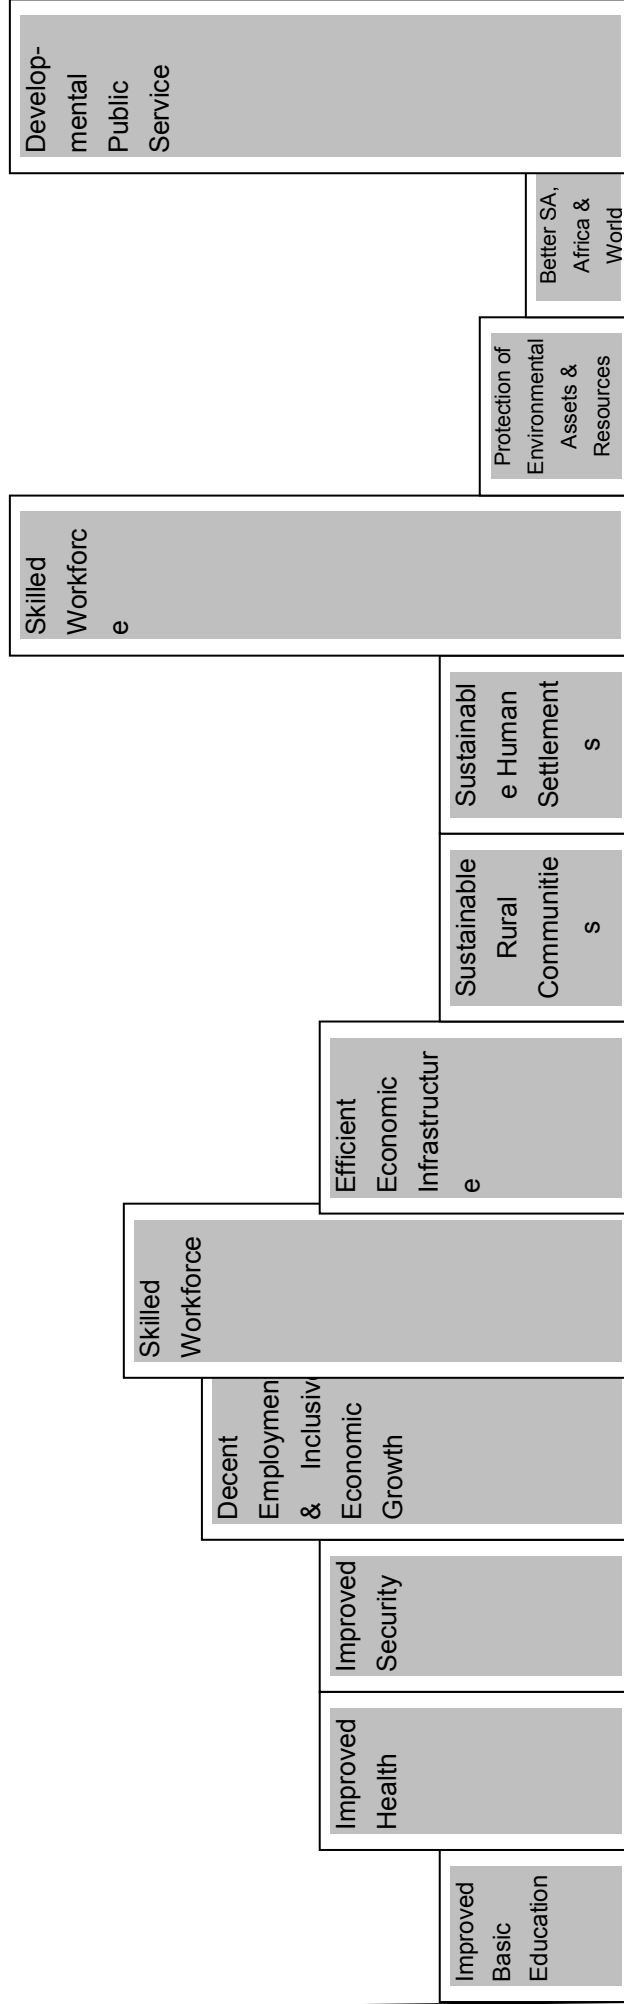 Improved
Basic
Education
Improved
Health
Improved
Security
Decent
Employmen
& Inclusiv
Economic
Growth
Skilled
Workforce
Efficient
Economic
Infrastructur
e
Sustainable
Rural
Communitie
s
Sustainabl
e Human
Settlement
s
Skilled
Workforc
e
Protection of
Environmental
Assets &
Resources
Better SA,
Africa &
World
Develop-
mental
Public
Service